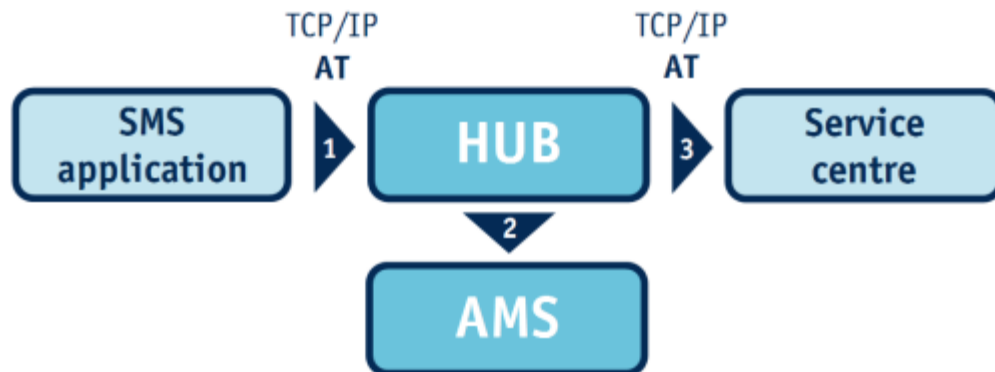 TCP/IP
AT
TCP/IP
AT
SMS
application
1
HUB
3
Service
centre
2
AMS